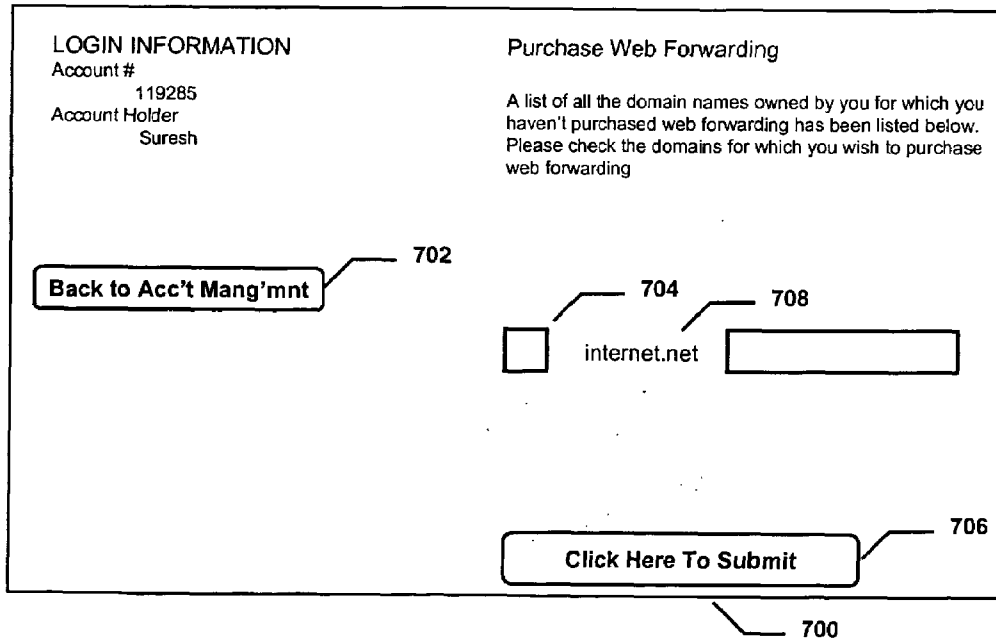 LOGIN INFORMATION
Account #
119285
Account Holder
Suresh
Purchase Web Forwarding
A list of all the domain names owned by you for which you
haven't purchased web forwarding has been listed below.
Please check the domains for which you wish to purchase
web forwarding
702
Back to Acc't Mang'mnt
704
708
internet.net
706
Click Here To Submit
700